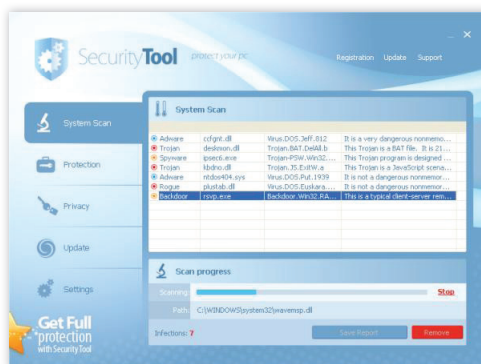 SecurityTool protect your pc
Registration Update Support
System Scan
Protection
Privacy
Update
Settings
Get Full
protection
with Security Tool
System Scan
Adware ccfgnt.dll Virus.DOS.Jeff.812 It is a very dangerous nonmemo...
Trojan deskmon.dll Trojan.BAT.DelAll.b This Trojan is a BAT file. It is 21...
Spyware ipsec6.exe Trojan-PSW.Win32.... This Trojan program is designed ...
Trojan kbdno.dll Trojan.JS.ExitW.a This Trojan is a JavaScript scena...
Adware ntdos404.sys Virus.DOS.Put.1939 It is not a dangerous nonmemor...
Rogue plustab.dll Virus.DOS.Euskara.... It is not a dangerous nonmemor...
Backdoor rsvp.exe Backdoor.Win32.RA... This is a typical client-server rem...
Scan progress
Scanning: Stop
Path: C:\WINDOWS\system32\wavemsp.dll
Infections: 7 Save Report Remove